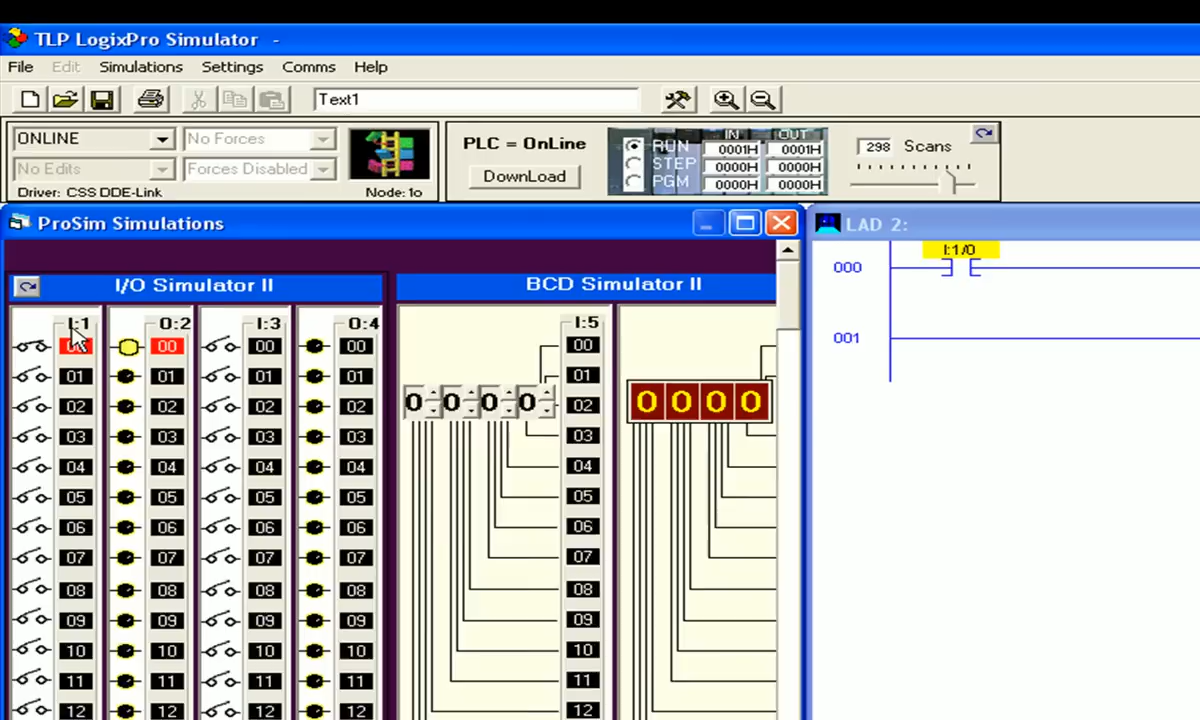 TLP LogixPro Simulator -
File Edit Simulations Settings Comms Help
Text1
ONLINE No Forces
No Edits Forces Disabled
Driver: CSS DDE-Link Node: 1o
PLC = OnLine
DownLoad
RUN
STEP
PGM
IN OUT
0001H 0001H
0000H 0000H
0000H 0000H
298 Scans
ProSim Simulations
LAD 2:
I/O Simulator II
BCD Simulator II
I:1 O:2 I:3 O:4 I:5
00 00 00 00
01 01 01 01
02 02 02 02
03 03 03 03
04 04 04 04
05 05 05 05
06 06 06 06
07 07 07 07
08 08 08 08
09 09 09 09
10 10 10 10
11 11 11 11
12 12 12 12
0 0 0 0
00
01
02
03
04
05
06
07
08
09
10
11
12
0 0 0 0
I:1/0
000
001